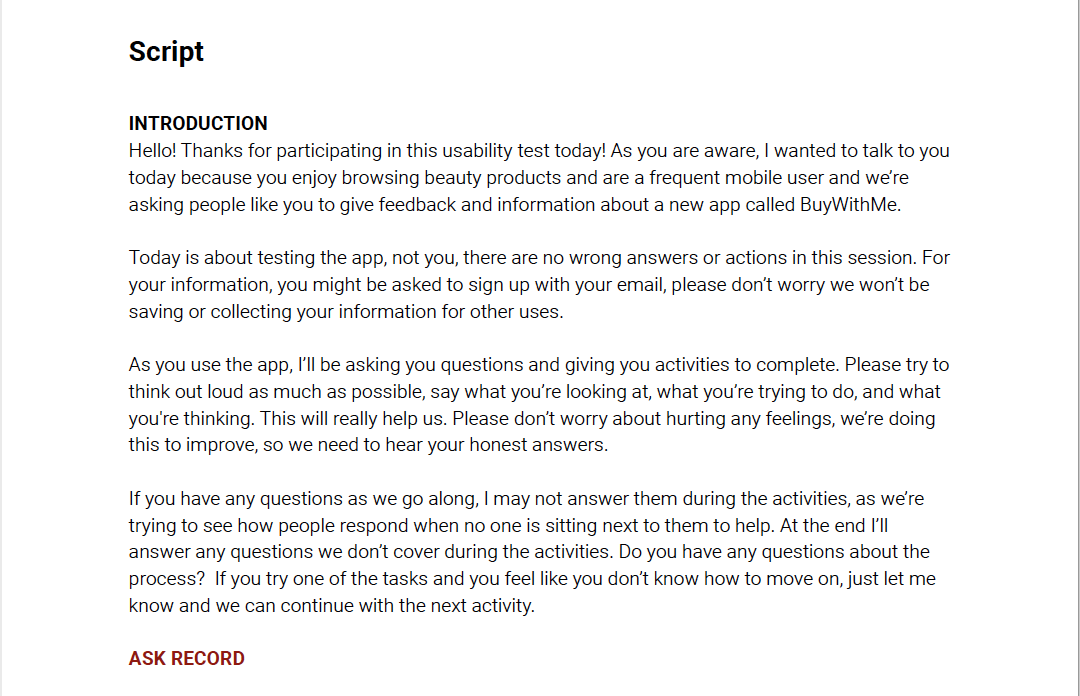 Script
INTRODUCTION
Hello! Thanks for participating in this usability test today! As you are aware, I wanted to talk to you
today because you enjoy browsing beauty products and are a frequent mobile user and we’re
asking people like you to give feedback and information about a new app called BuyWithMe.
Today is about testing the app, not you, there are no wrong answers or actions in this session. For
your information, you might be asked to sign up with your email, please don’t worry we won’t be
saving or collecting your information for other uses.
As you use the app, I’ll be asking you questions and giving you activities to complete. Please try to
think out loud as much as possible, say what you’re looking at, what you’re trying to do, and what
you're thinking. This will really help us. Please don’t worry about hurting any feelings, we’re doing
this to improve, so we need to hear your honest answers.
If you have any questions as we go along, I may not answer them during the activities, as we’re
trying to see how people respond when no one is sitting next to them to help. At the end I’ll
answer any questions we don’t cover during the activities. Do you have any questions about the
process?  If you try one of the tasks and you feel like you don’t know how to move on, just let me
know and we can continue with the next activity.
ASK RECORD